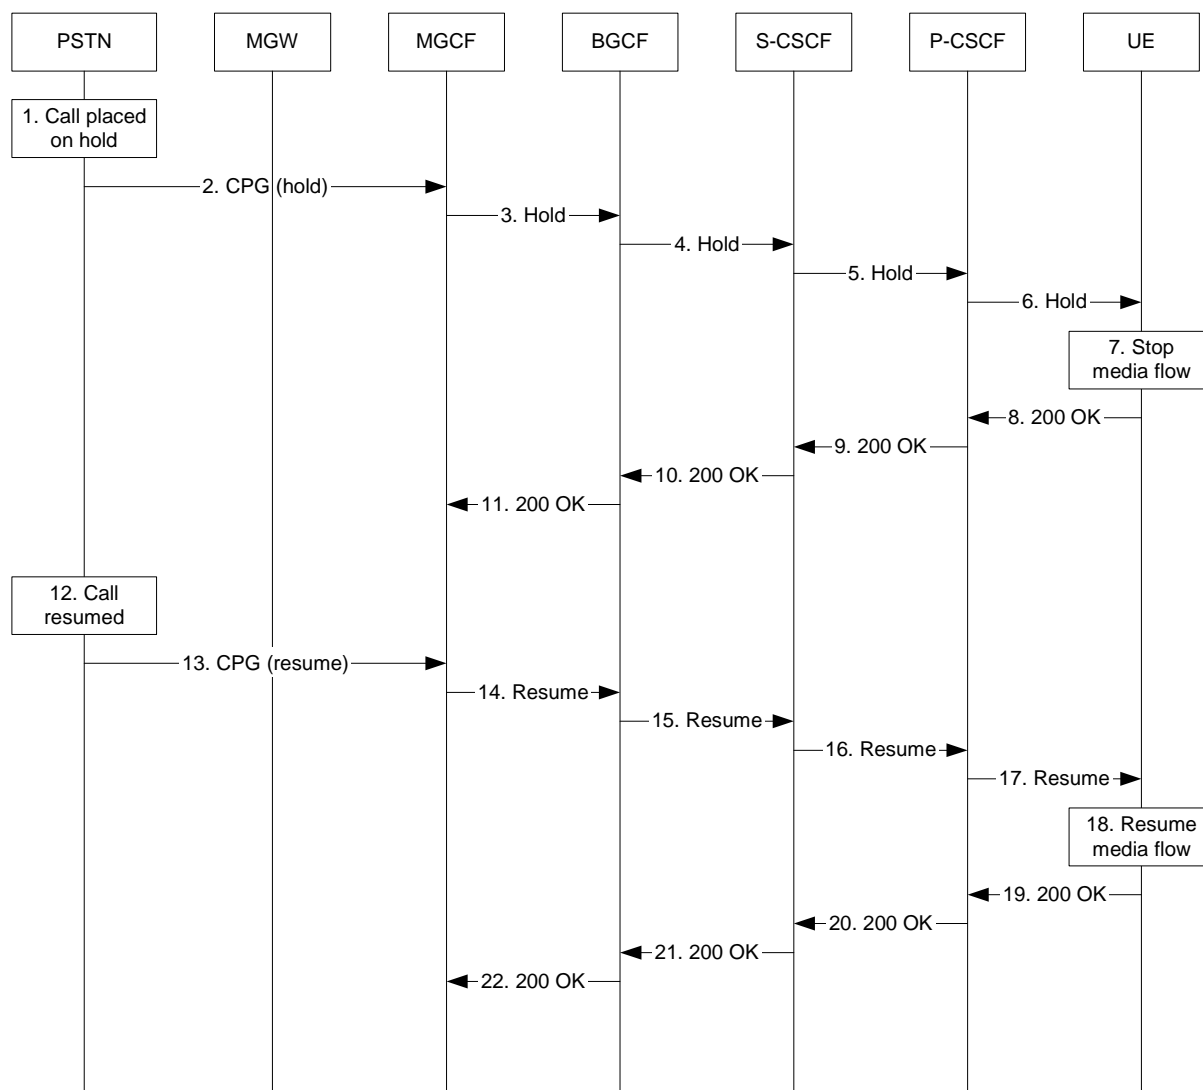 PSTN
MGW
MGCF
BGCF
S-CSCF
P-CSCF
UE
1. Call placed
on hold
2. CPG (hold)
3. Hold
4. Hold
5. Hold
6. Hold
7. Stop
media flow
8. 200 OK
9. 200 OK
10. 200 OK
11. 200 OK
12. Call
resumed
13. CPG (resume)
14. Resume
15. Resume
16. Resume
17. Resume
18. Resume
media flow
19. 200 OK
20. 200 OK
21. 200 OK
22. 200 OK